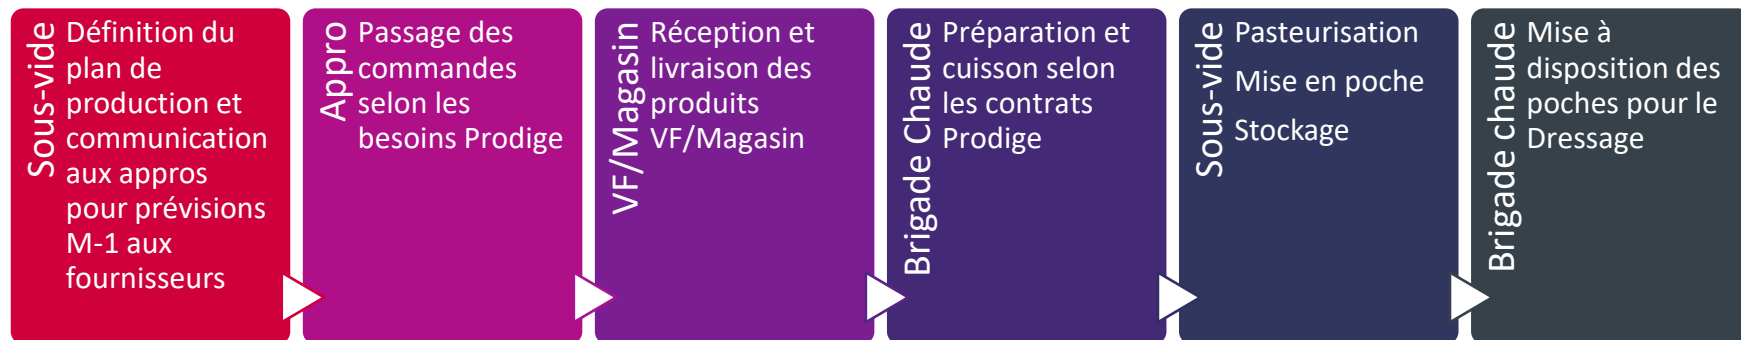 Sous-vide
Définition du
plan de
production et
communication
aux appros
pour prévisions
M-1 aux
fournisseurs
Appro
Passage des
commandes
selon les
besoins Prodige
VF/Magasin
Réception et
livraison des
produits
VF/Magasin
Brigade Chaude
Préparation et
cuisson selon
les contrats
Prodige
Sous-vide
Pasteurisation
Mise en poche
Stockage
Brigade chaude
Mise à
disposition des
poches pour le
Dressage